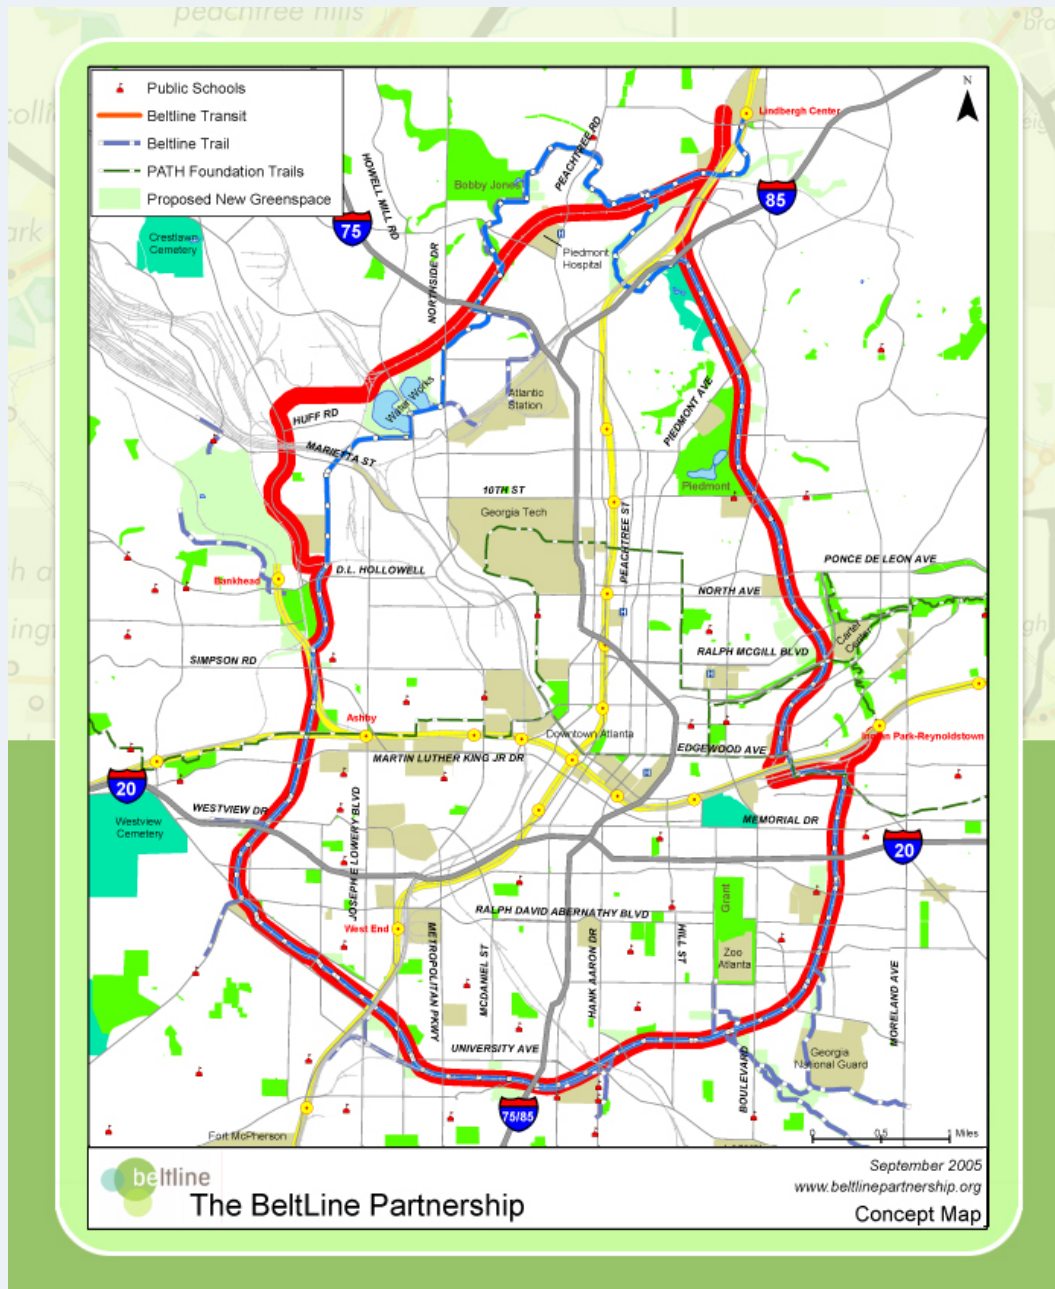 peachtree hills
Public Schools
Beltline Transit
Beltline Trail
PATH Foundation Trails
Proposed New Greenspace
N
Lindbergh Center
85
75
HOWELL MILL RD
PEACHTREE RD
Bobby Jones
Crestlawn
Cemetery
NORTHSIDE DR
H
Piedmont
Hospital
Water Works
Atlantic
Station
HUFF RD
MARIETTA ST
PIEDMONT AVE
Piedmont
10TH ST
Georgia Tech
PEACHTREE ST
PONCE DE LEON AVE
D.L. HOLLOWELL
Bankhead
NORTH AVE
H
Carter
Center
RALPH MCGILL BLVD
SIMPSON RD
H
Ashby
Downtown Atlanta
EDGEWOOD AVE
Inman Park-Reynoldstown
MARTIN LUTHER KING JR DR
H
20
WESTVIEW DR
Westview
Cemetery
JOSEPH E LOWERY BLVD
MEMORIAL DR
20
Grant
RALPH DAVID ABERNATHY BLVD
West End
METROPOLITAN PKWY
MCDANIEL ST
HANK AARON DR
HILL ST
Zoo
Atlanta
MORELAND AVE
UNIVERSITY AVE
BOULEVARD
Georgia
National Guard
75/85
Fort McPherson
0 0.5 1 Miles
beltline
The BeltLine Partnership
September 2005
www.beltlinepartnership.org
Concept Map